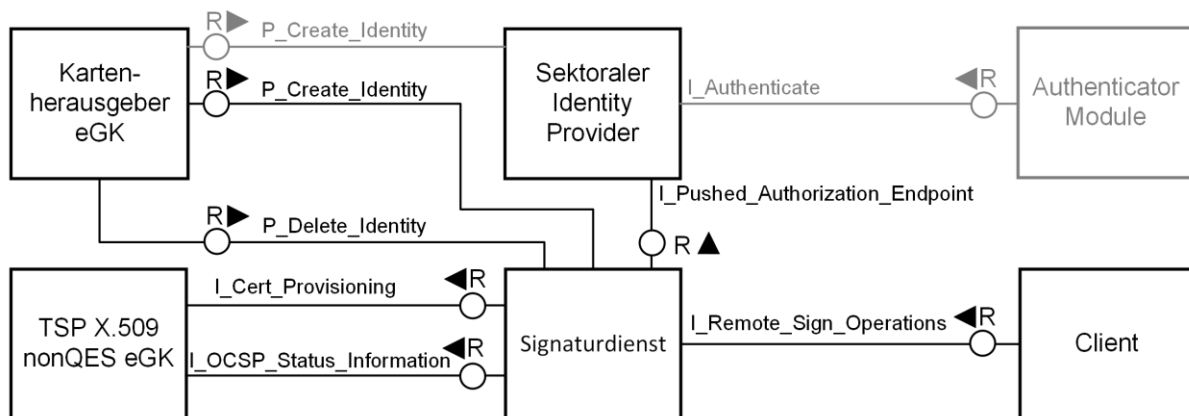 R P_Create_Identity
Karten-
herausgeber
eGK
R P_Create_Identity
Sektoraler
Identity
Provider
I_Authenticate
R
Authenticator
Module
I_Pushed_Authorization_Endpoint
R
R P_Delete_Identity
TSP X.509
nonQES eGK
I_Cert_Provisioning
R
I_OCSP_Status_Information
R
Signaturdienst
I_Remote_Sign_Operations
R
Client